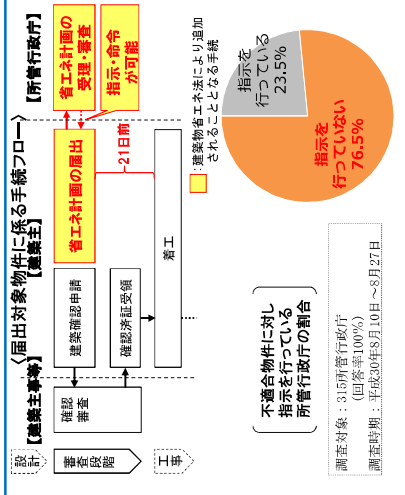 〈届出対象物件に係る手続フロー〉
【建築主事等】
【建築主】
【所管行政庁】
設計
審査段階
工事
確認
審査
建築確認申請
確認済証受領
着工
省エネ計画の届出
21日前
省エネ計画の
受理・審査
指示・命令
が可能
：建築物省エネ法により追加
されることとなる手続
指示を
行っている
23.5%
指示を
行っていない
76.5%
不適合物件に対し
指示を行っている
所管行政庁の割合
調査対象：315所管行政庁
（回答率100％）
調査時期：平成30年8月10日～8月27日